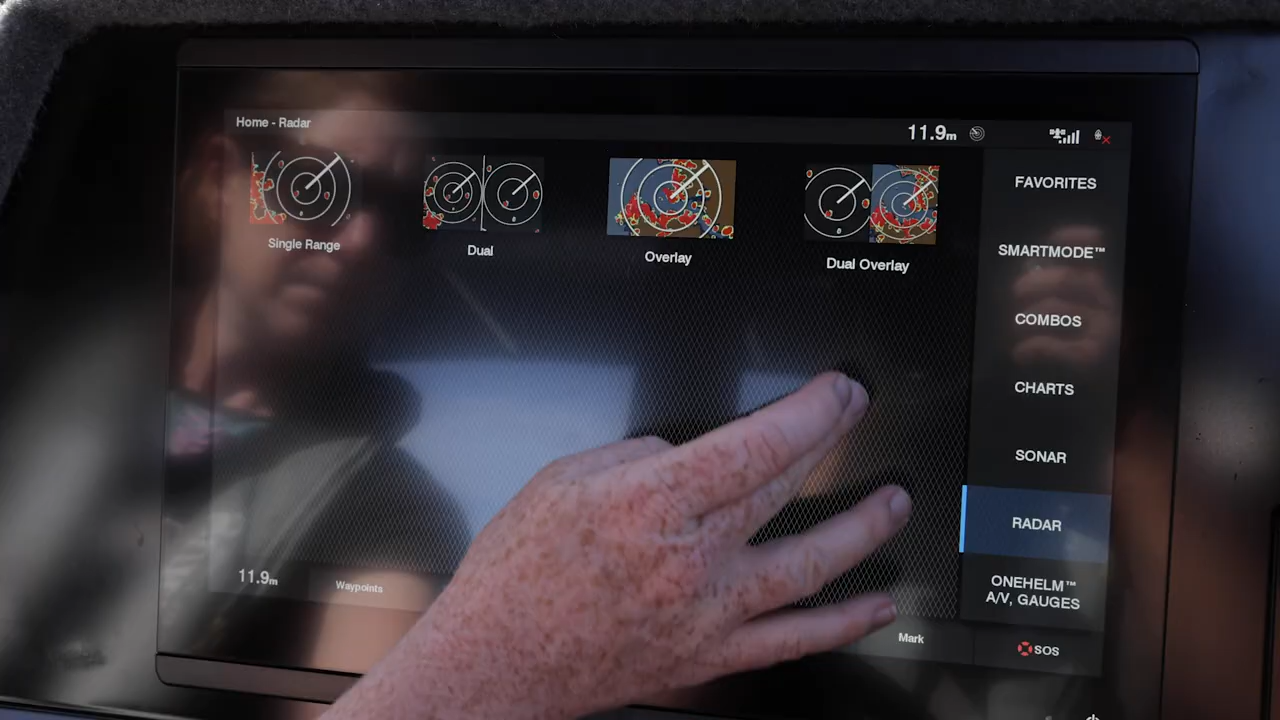 Home - Radar
11.9m
Single Range
Dual
Overlay
Dual Overlay
FAVORITES
SMARTMODE™
COMBOS
CHARTS
SONAR
RADAR
ONEHELM™
A/V, GAUGES
11.9m
Waypoints
Mark
SOS